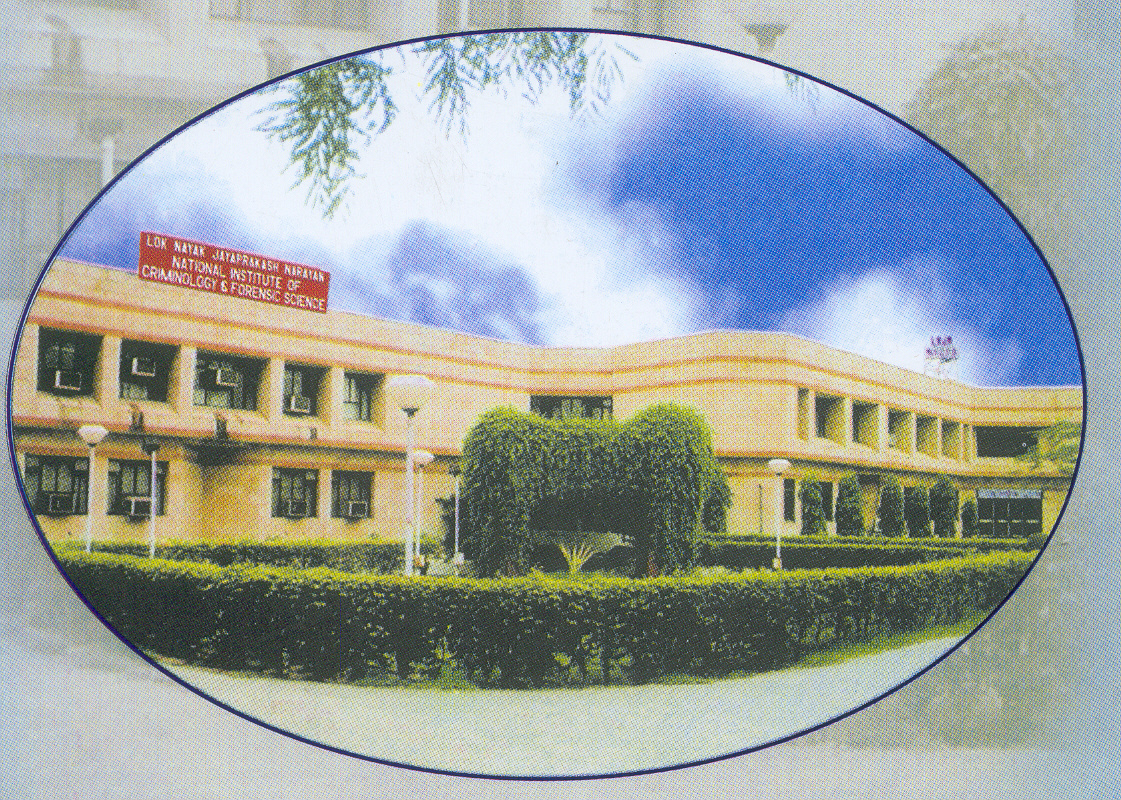 LOK NAYAK JAYAPRAKASH NARAYAN
NATIONAL INSTITUTE OF
CRIMINOLOGY & FORENSIC SCIENCE